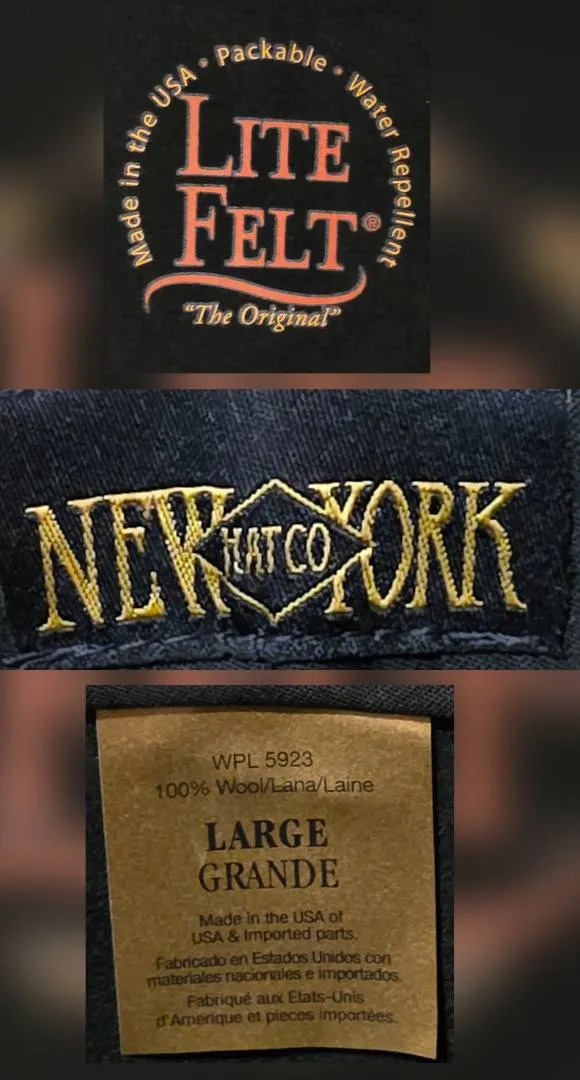 Made in the USA • Packable • Water Repellent
LITE
FELT®
“The Original”
NEW YORK
HAT CO
WPL 5923
100% Wool/Lana/Laine
LARGE
GRANDE
Made in the USA of
USA & Imported parts.
Fabricado en Estados Unidos con
materiales nacionales e importados.
Fabriqué aux Etats-Unis
d'Amerique et pieces importées.